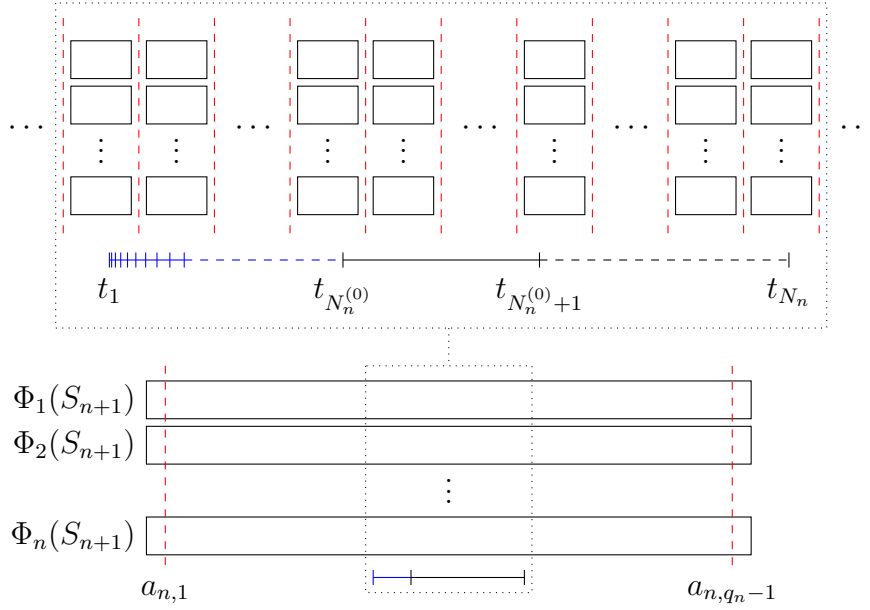 ⋯ ⋯ ⋯ ⋯ ⋯
⋮ ⋮ ⋮ ⋮ ⋮ ⋮ ⋮
t_1 t_{N_n^{(0)}} t_{N_n^{(0)}+1} t_{N_n}
Φ_1(S_{n+1})
Φ_2(S_{n+1})
⋮
Φ_n(S_{n+1})
a_{n,1} a_{n,q_n-1}